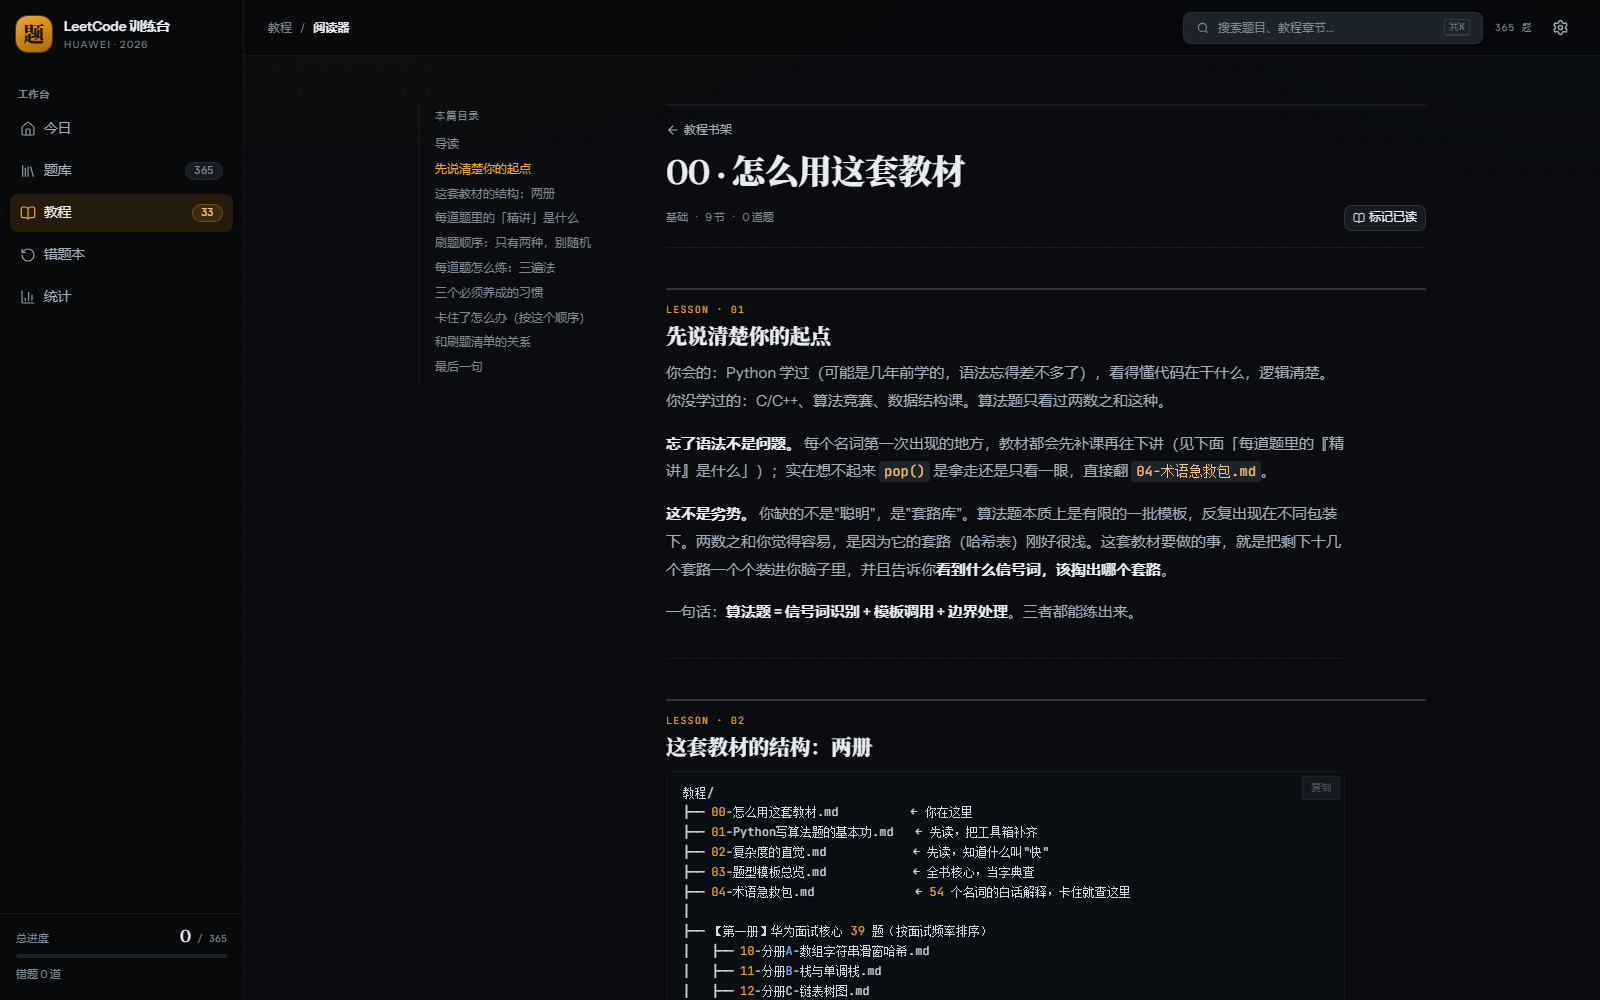 题
LeetCode 训练台
HUAWEI · 2026
工作台
今日
题库 365
教程 33
错题本
统计
总进度 0 / 365
错题 0 道
教程 / 阅读器
搜索题目、教程章节… ⌘K
365 题
本篇目录
导读
先说清楚你的起点
这套教材的结构：两册
每道题里的「精讲」是什么
刷题顺序：只有两种，别随机
每道题怎么练：三遍法
三个必须养成的习惯
卡住了怎么办（按这个顺序）
和刷题清单的关系
最后一句
← 教程书架
00 · 怎么用这套教材
基础 · 9 节 · 0 道题
标记已读
LESSON · 01
先说清楚你的起点
你会的：Python 学过（可能是几年前学的，语法忘得差不多了），看得懂代码在干什么，逻辑清楚。
你没学过的：C/C++、算法竞赛、数据结构课。算法题只看过两数之和这种。
忘了语法不是问题。 每个名词第一次出现的地方，教材都会先补课再往下讲（见下面「每道题里的『精
讲』是什么」）；实在想不起来 pop() 是拿走还是只看一眼，直接翻 04-术语急救包.md 。
这不是劣势。 你缺的不是"聪明"，是"套路库"。算法题本质上是有限的一批模板，反复出现在不同包装
下。两数之和你觉得容易，是因为它的套路（哈希表）刚好很浅。这套教材要做的事，就是把剩下十几
个套路一个个装进你脑子里，并且告诉你看到什么信号词，该掏出哪个套路。
一句话：算法题 = 信号词识别 + 模板调用 + 边界处理。三者都能练出来。
LESSON · 02
这套教材的结构：两册
复制
教程/
├── 00-怎么用这套教材.md ← 你在这里
├── 01-Python写算法题的基本功.md ← 先读，把工具箱补齐
├── 02-复杂度的直觉.md ← 先读，知道什么叫"快"
├── 03-题型模板总览.md ← 全书核心，当字典查
├── 04-术语急救包.md ← 54 个名词的白话解释，卡住就查这里
│
├── 【第一册】华为面试核心 39 题（按面试频率排序）
│ ├── 10-分册A-数组字符串滑窗哈希.md
│ ├── 11-分册B-栈与单调栈.md
│ ├── 12-分册C-链表树图.md